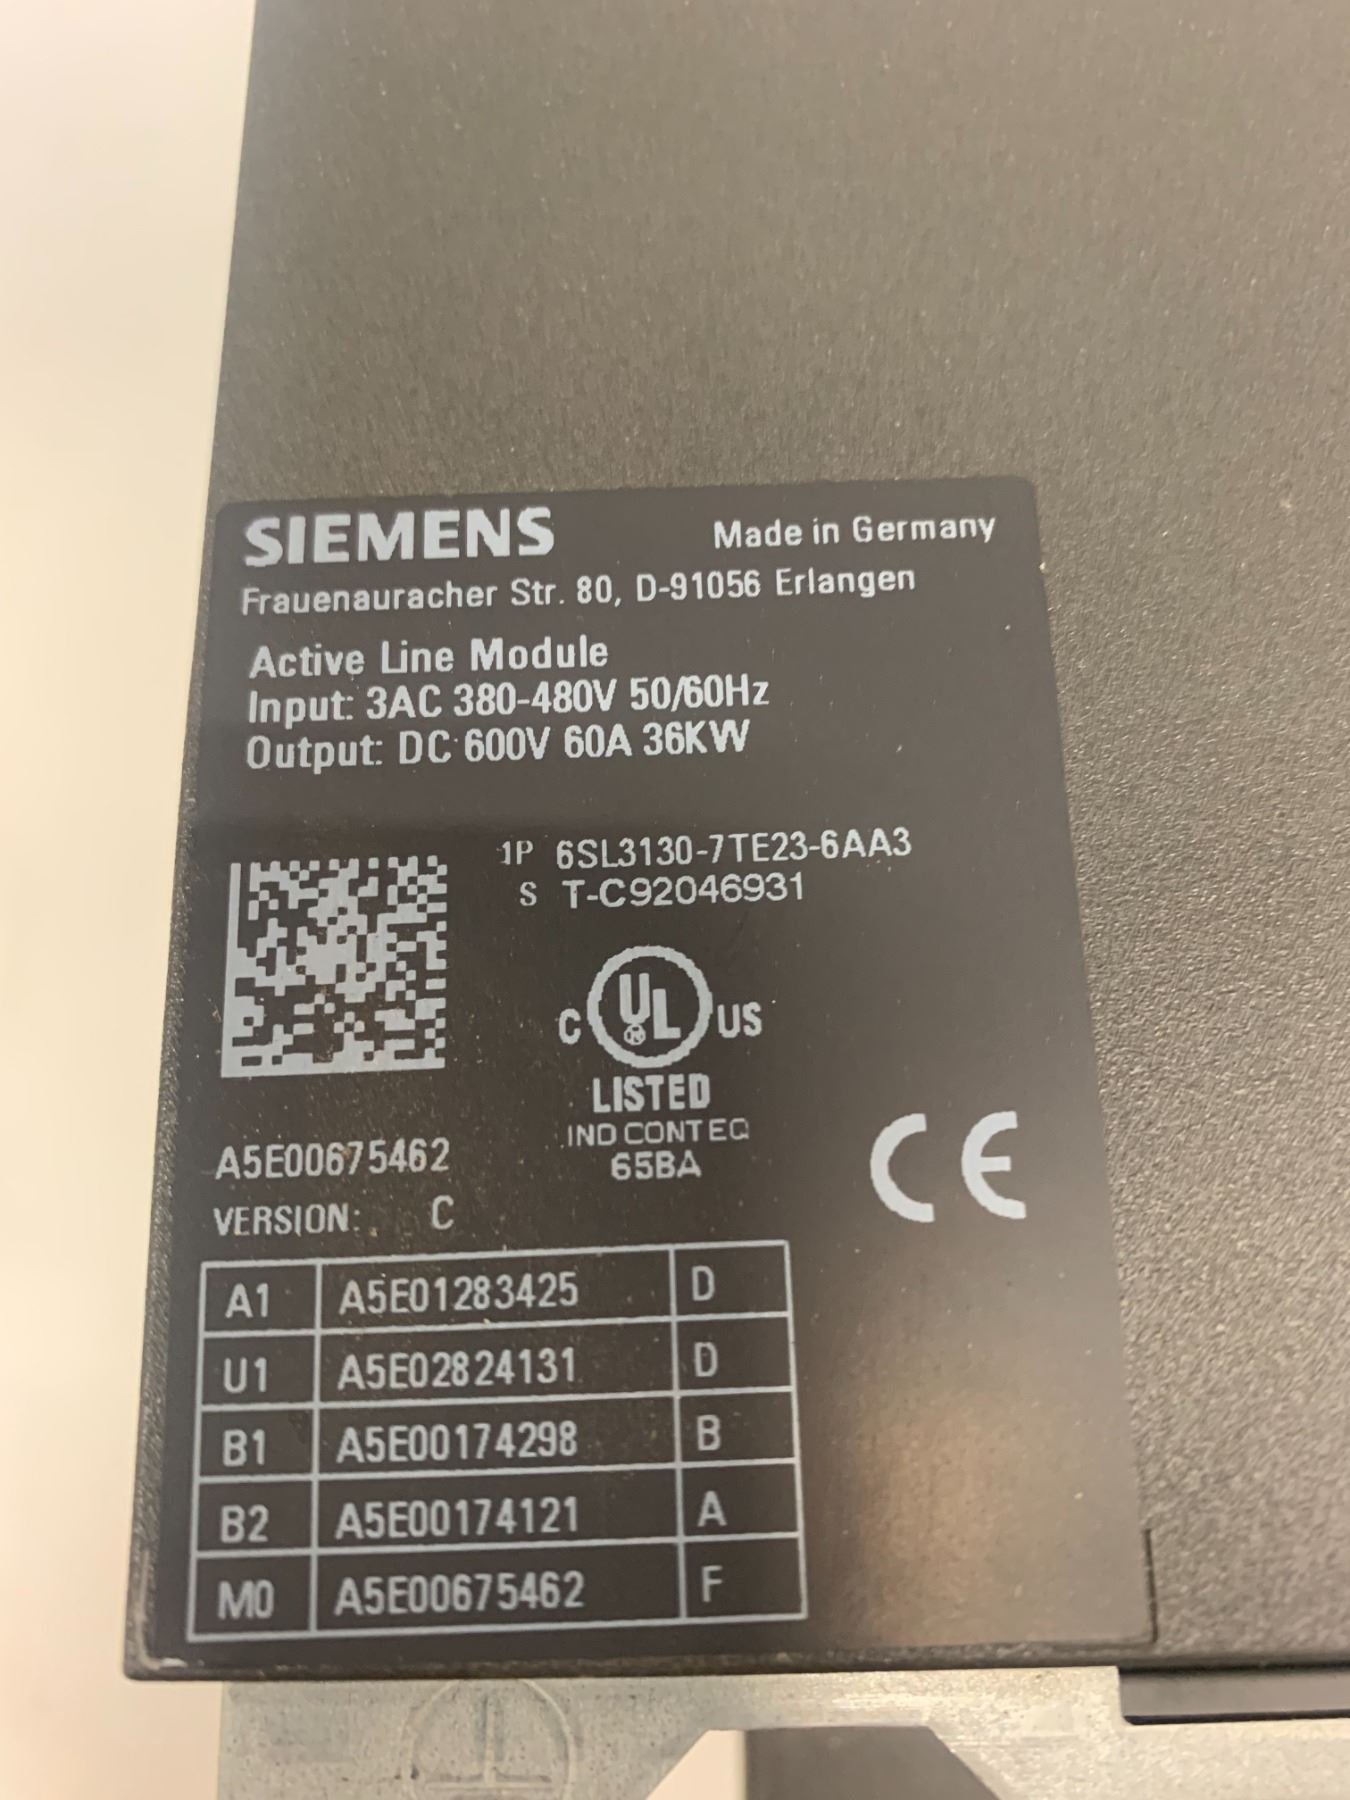 SIEMENS Made in Germany
Frauenauracher Str. 80, D-91056 Erlangen
Active Line Module
Input: 3AC 380-480V 50/60Hz
Output: DC 600V 60A 36KW
1P 6SL3130-7TE23-6AA3
S T-C92046931
C UL US
LISTED
IND CONT EQ
65BA
CE
A5E00675462
VERSION: C
A1 A5E01283425 D
U1 A5E02824131 D
B1 A5E00174298 B
B2 A5E00174121 A
M0 A5E00675462 F